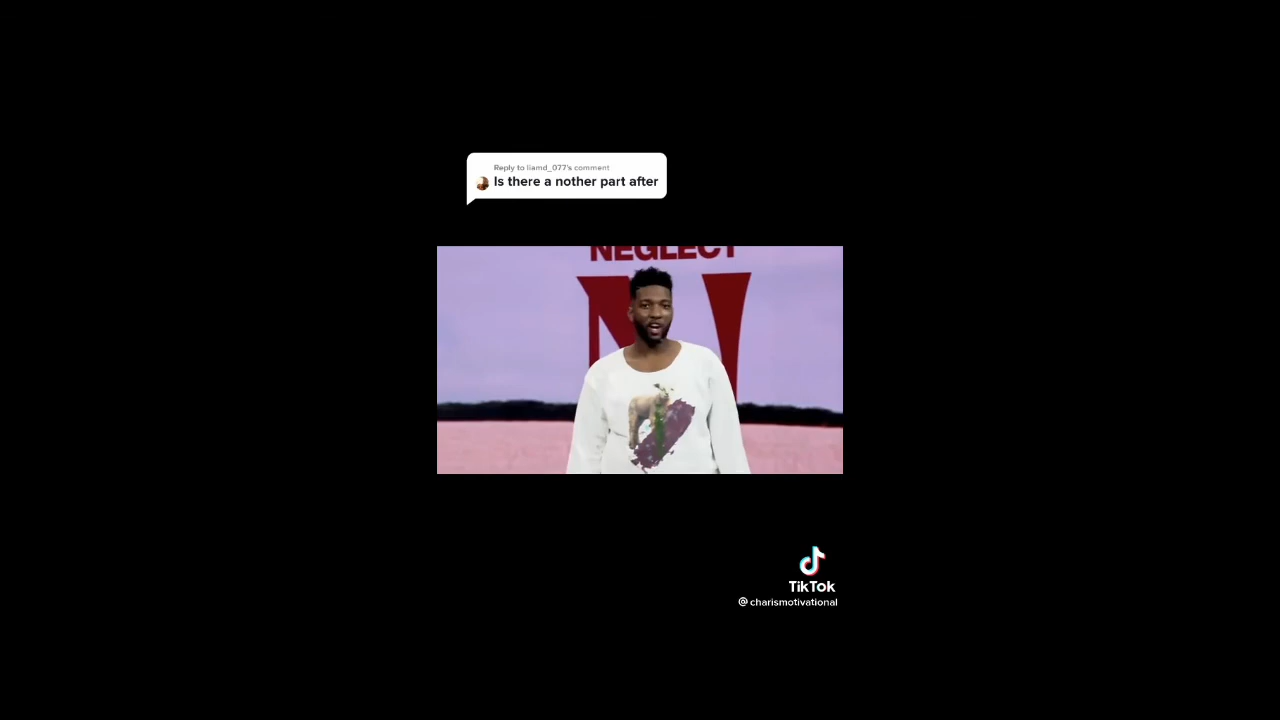 Reply to liamd_077's comment
Is there a nother part after
NEGLECT
N
TikTok
@charismotivational